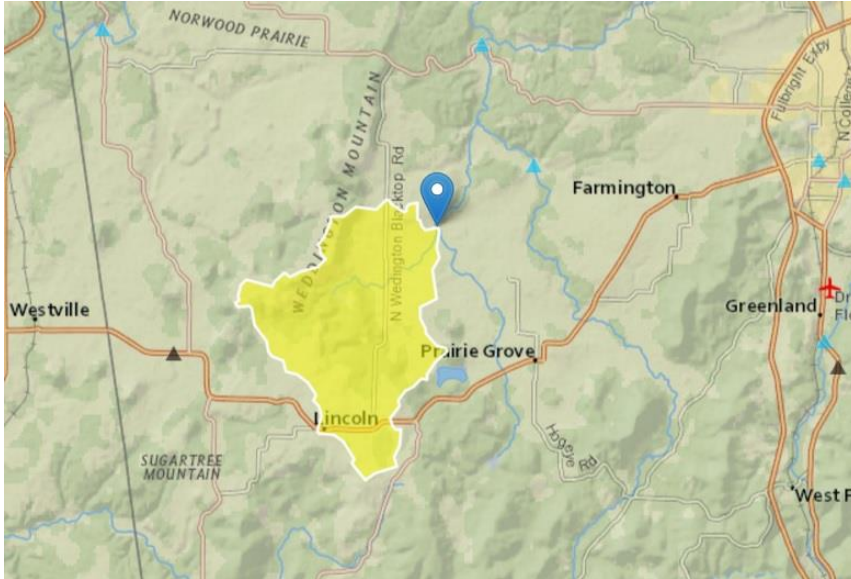 NORWOOD PRAIRIE
Fulbright Expy
N College
WEDDINGTON MOUNTAIN
N Wedington Blacktop Rd
Farmington
Westville
Greenland
Prairie Grove
Lincoln
Hogeye Rd
SUGARTREE
MOUNTAIN
West F